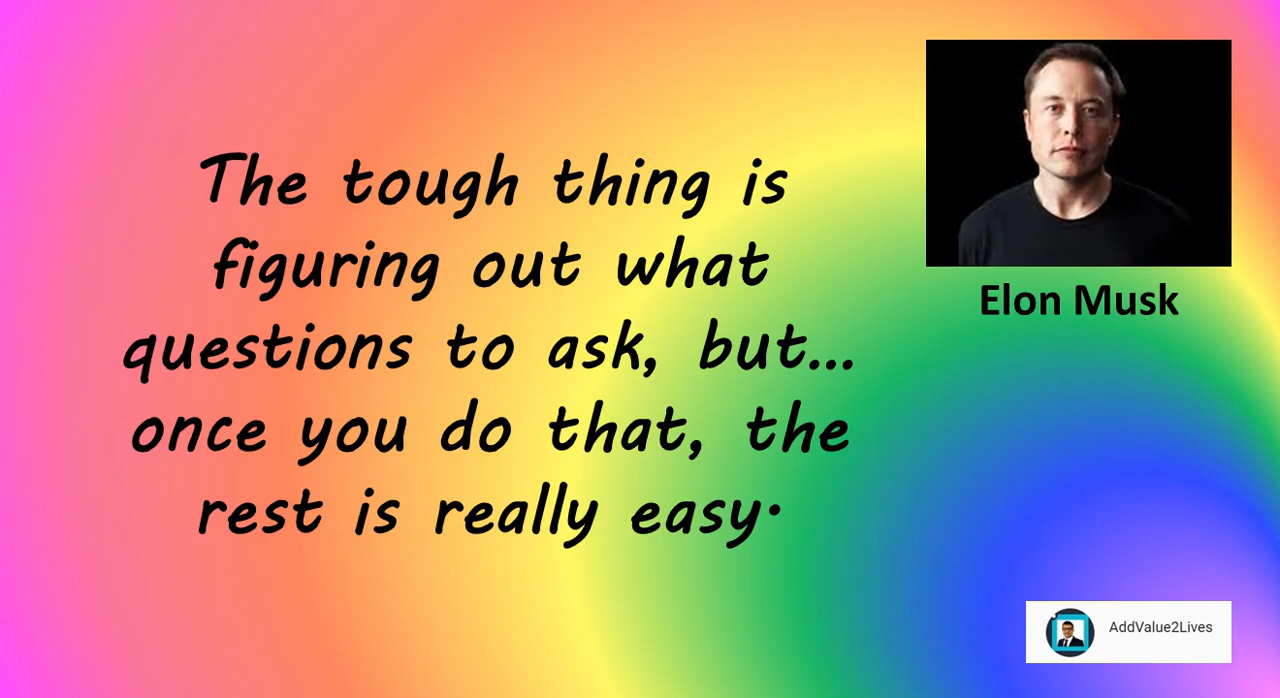 The tough thing is
figuring out what
questions to ask, but...
once you do that, the
rest is really easy.
Elon Musk
AddValue2Lives